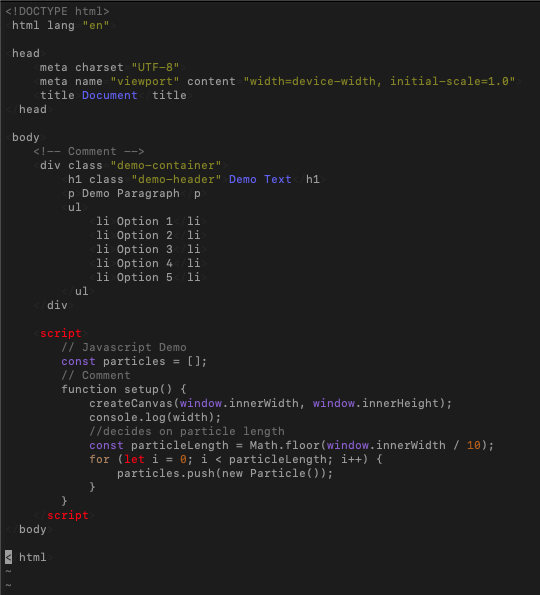 <!DOCTYPE html>
<html lang="en">
<head>
<meta charset="UTF-8">
<meta name="viewport" content="width=device-width, initial-scale=1.0">
<title>Document</title>
</head>
<body>
<!-- Comment -->
<div class="demo-container">
<h1 class="demo-header">Demo Text</h1>
<p>Demo Paragraph</p>
<ul>
<li>Option 1</li>
<li>Option 2</li>
<li>Option 3</li>
<li>Option 4</li>
<li>Option 5</li>
</ul>
</div>
<script>
// Javascript Demo
const particles = [];
// Comment
function setup() {
createCanvas(window.innerWidth, window.innerHeight);
console.log(width);
//decides on particle length
const particleLength = Math.floor(window.innerWidth / 10);
for (let i = 0; i < particleLength; i++) {
particles.push(new Particle());
}
}
</script>
</body>
</html>
~
~